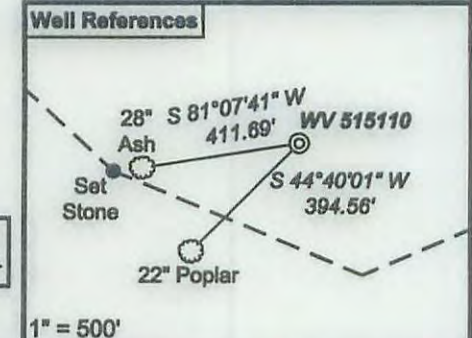 Well References
28" S 81°07'41" W
Ash 411.69' WV 515110
Set S 44°40'01" W
Stone 394.56'
22" Poplar
1" = 500'